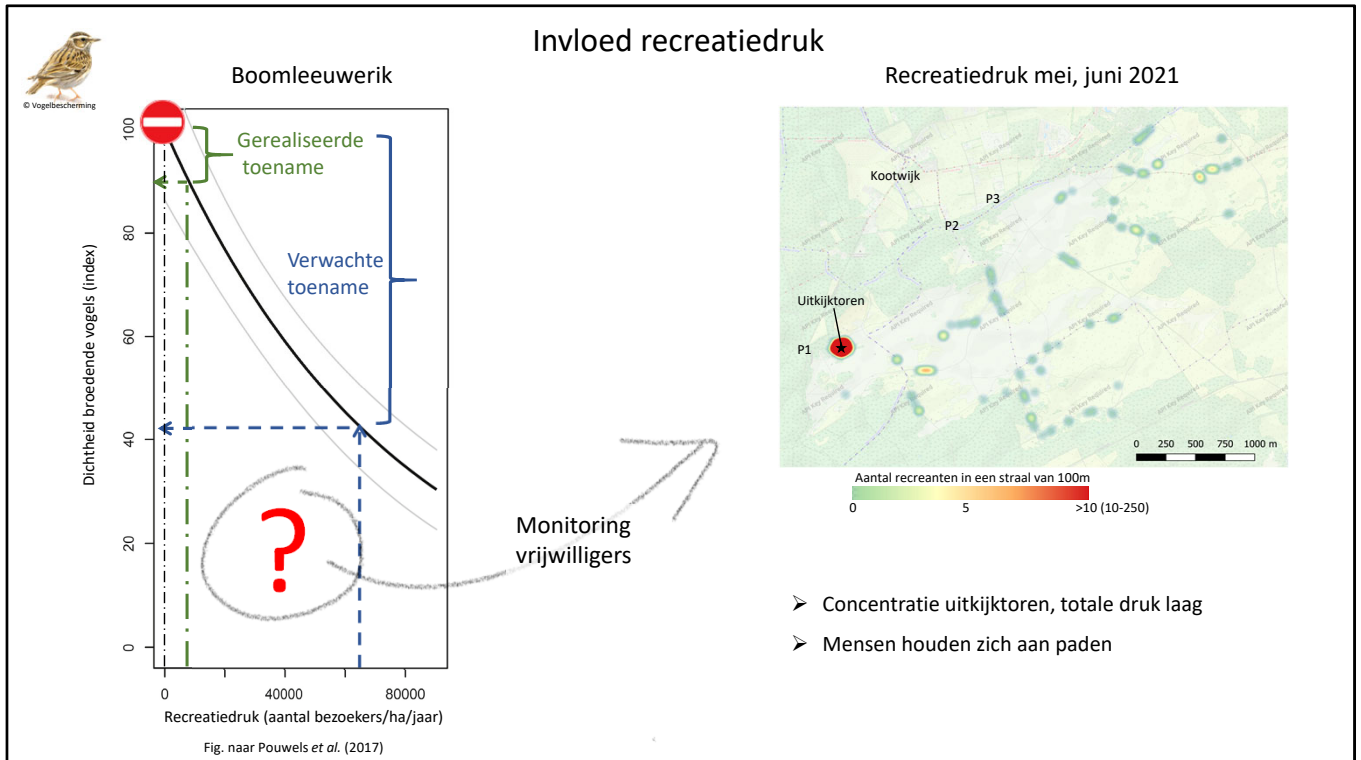 Invloed recreatiedruk
© Vogelbescherming
Boomleeuwerik
Gerealiseerde
toename
Verwachte
toename
Dichtheid broedende vogels (index)
100
80
60
40
20
0
?
0
40000
80000
Recreatiedruk (aantal bezoekers/ha/jaar)
Fig. naar Pouwels et al. (2017)
Monitoring
vrijwilligers
Recreatiedruk mei, juni 2021
API Key Required
Kootwijk
P3
P2
Uitkijktoren
P1
0 250 500 750 1000 m
Aantal recreanten in een straal van 100m
0 5 >10 (10-250)
➢ Concentratie uitkijktoren, totale druk laag
➢ Mensen houden zich aan paden